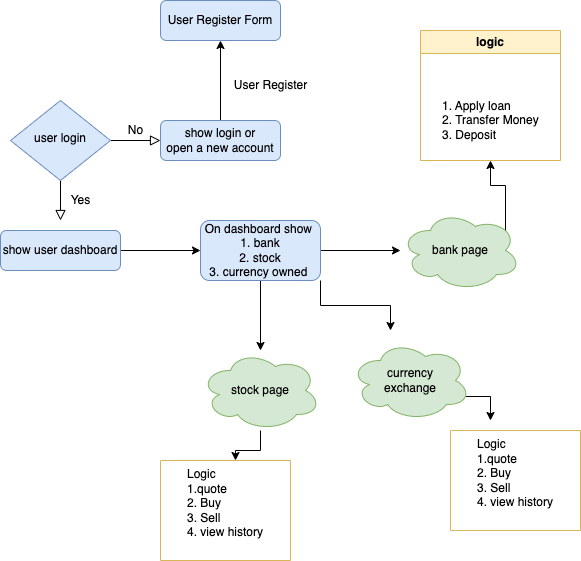 User Register Form
logic
User Register
1. Apply loan
2. Transfer Money
3. Deposit
user login
No
show login or
open a new account
Yes
show user dashboard
On dashboard show
1. bank
2. stock
3. currency owned
bank page
stock page
currency
exchange
Logic
1.quote
2. Buy
3. Sell
4. view history
Logic
1.quote
2. Buy
3. Sell
4. view history